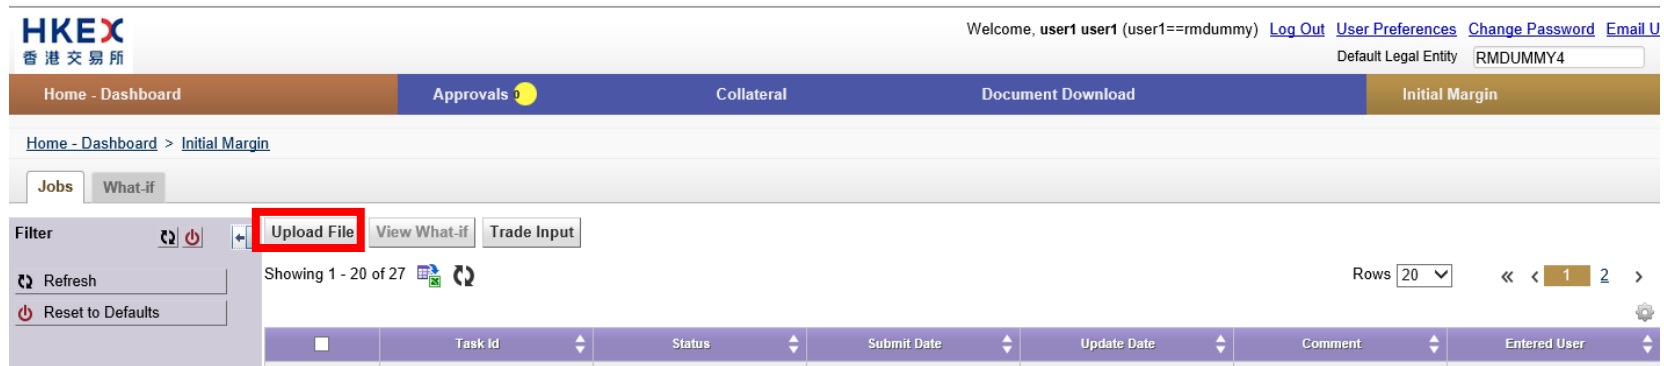 HKEX
香港交易所
Welcome, user1 user1 (user1==rmdummy) Log Out User Preferences Change Password Email U
Default Legal Entity RMDUMMY4
Home - Dashboard Approvals 0 Collateral Document Download Initial Margin
Home - Dashboard > Initial Margin
Jobs What-if
Filter Upload File View What-if Trade Input
Refresh Showing 1 - 20 of 27 Rows 20 « < 1 2 >
Reset to Defaults
Task Id Status Submit Date Update Date Comment Entered User